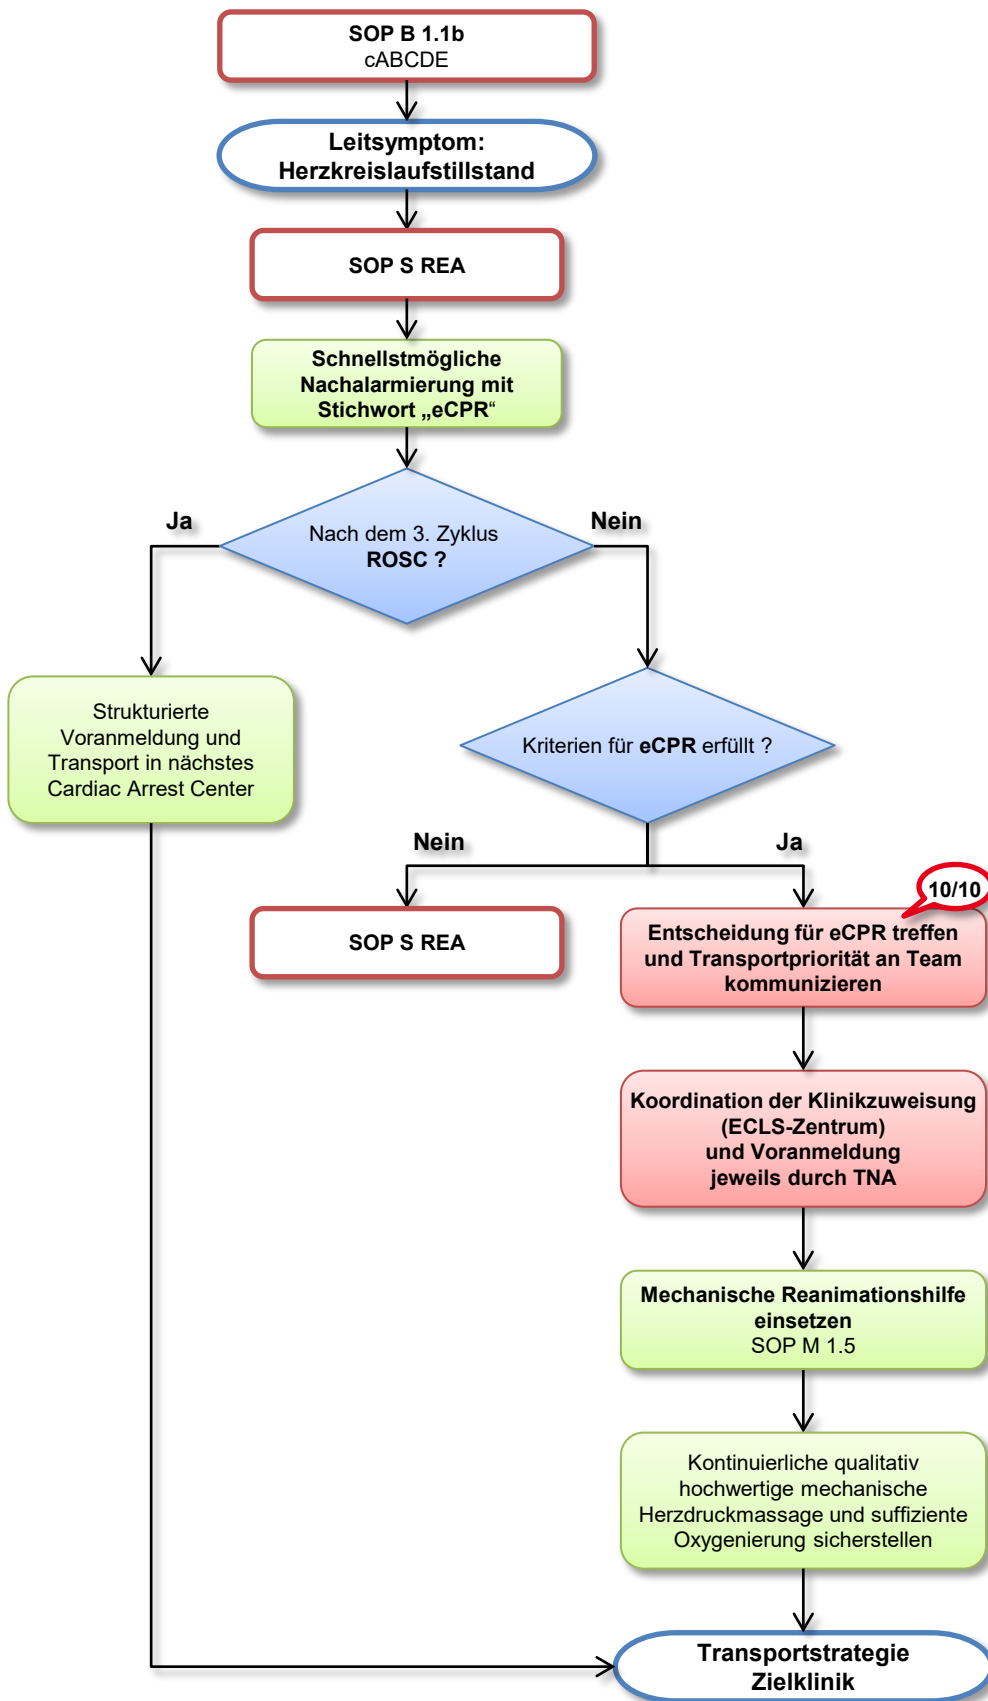 SOP B 1.1b
cABCDE
Leitsymptom:
Herzkreislaufstillstand
SOP S REA
Schnellstmögliche
Nachalarmierung mit
Stichwort „eCPR“
Ja
Nein
Nach dem 3. Zyklus
ROSC ?
Strukturierte
Voranmeldung und
Transport in nächstes
Cardiac Arrest Center
Kriterien für eCPR erfüllt ?
Nein
Ja
10/10
SOP S REA
Entscheidung für eCPR treffen
und Transportpriorität an Team
kommunizieren
Koordination der Klinikzuweisung
(ECLS-Zentrum)
und Voranmeldung
jeweils durch TNA
Mechanische Reanimationshilfe
einsetzen
SOP M 1.5
Kontinuierliche qualitativ
hochwertige mechanische
Herzdruckmassage und suffiziente
Oxygenierung sicherstellen
Transportstrategie
Zielklinik